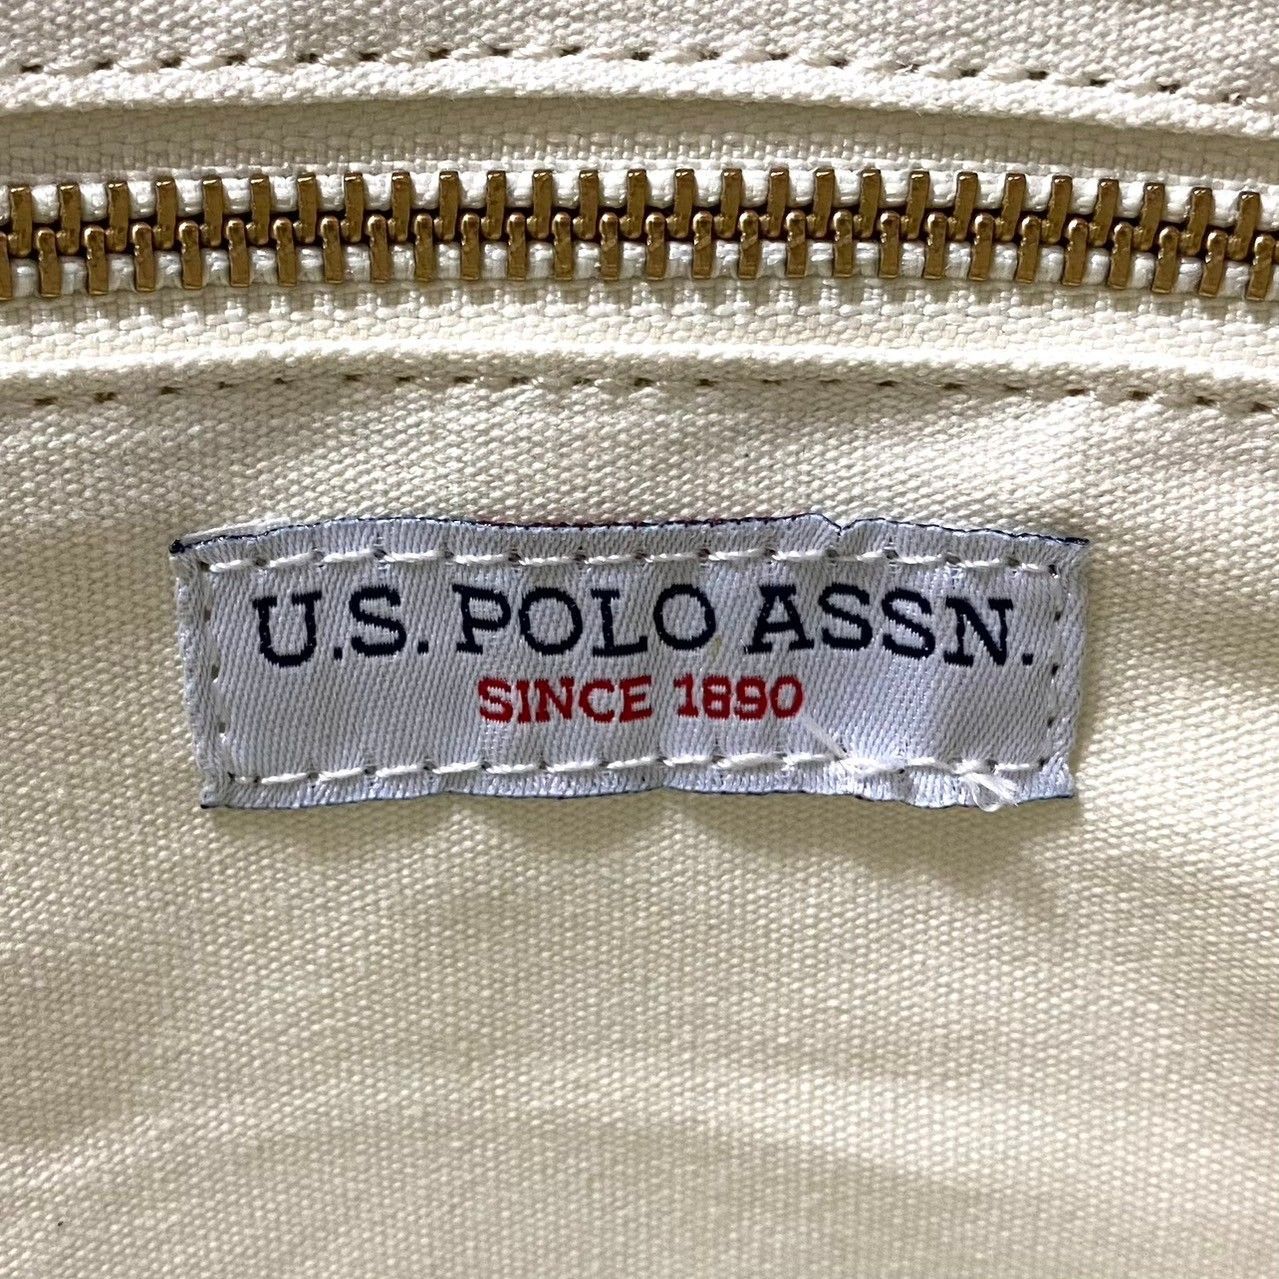 U.S. POLO ASSN.
SINCE 1890